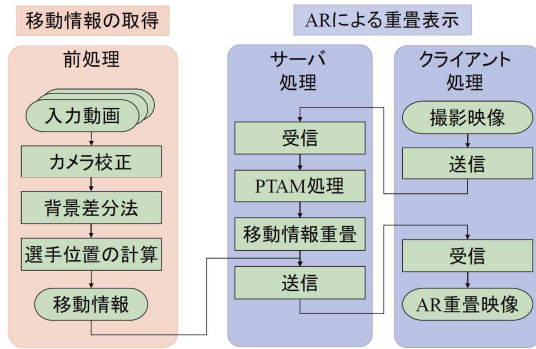 移動情報の取得
ARによる重畳表示
前処理
入力動画
カメラ校正
背景差分法
選手位置の計算
移動情報
サーバ
処理
受信
PTAM処理
移動情報重畳
送信
クライアント
処理
撮影映像
送信
受信
AR重畳映像